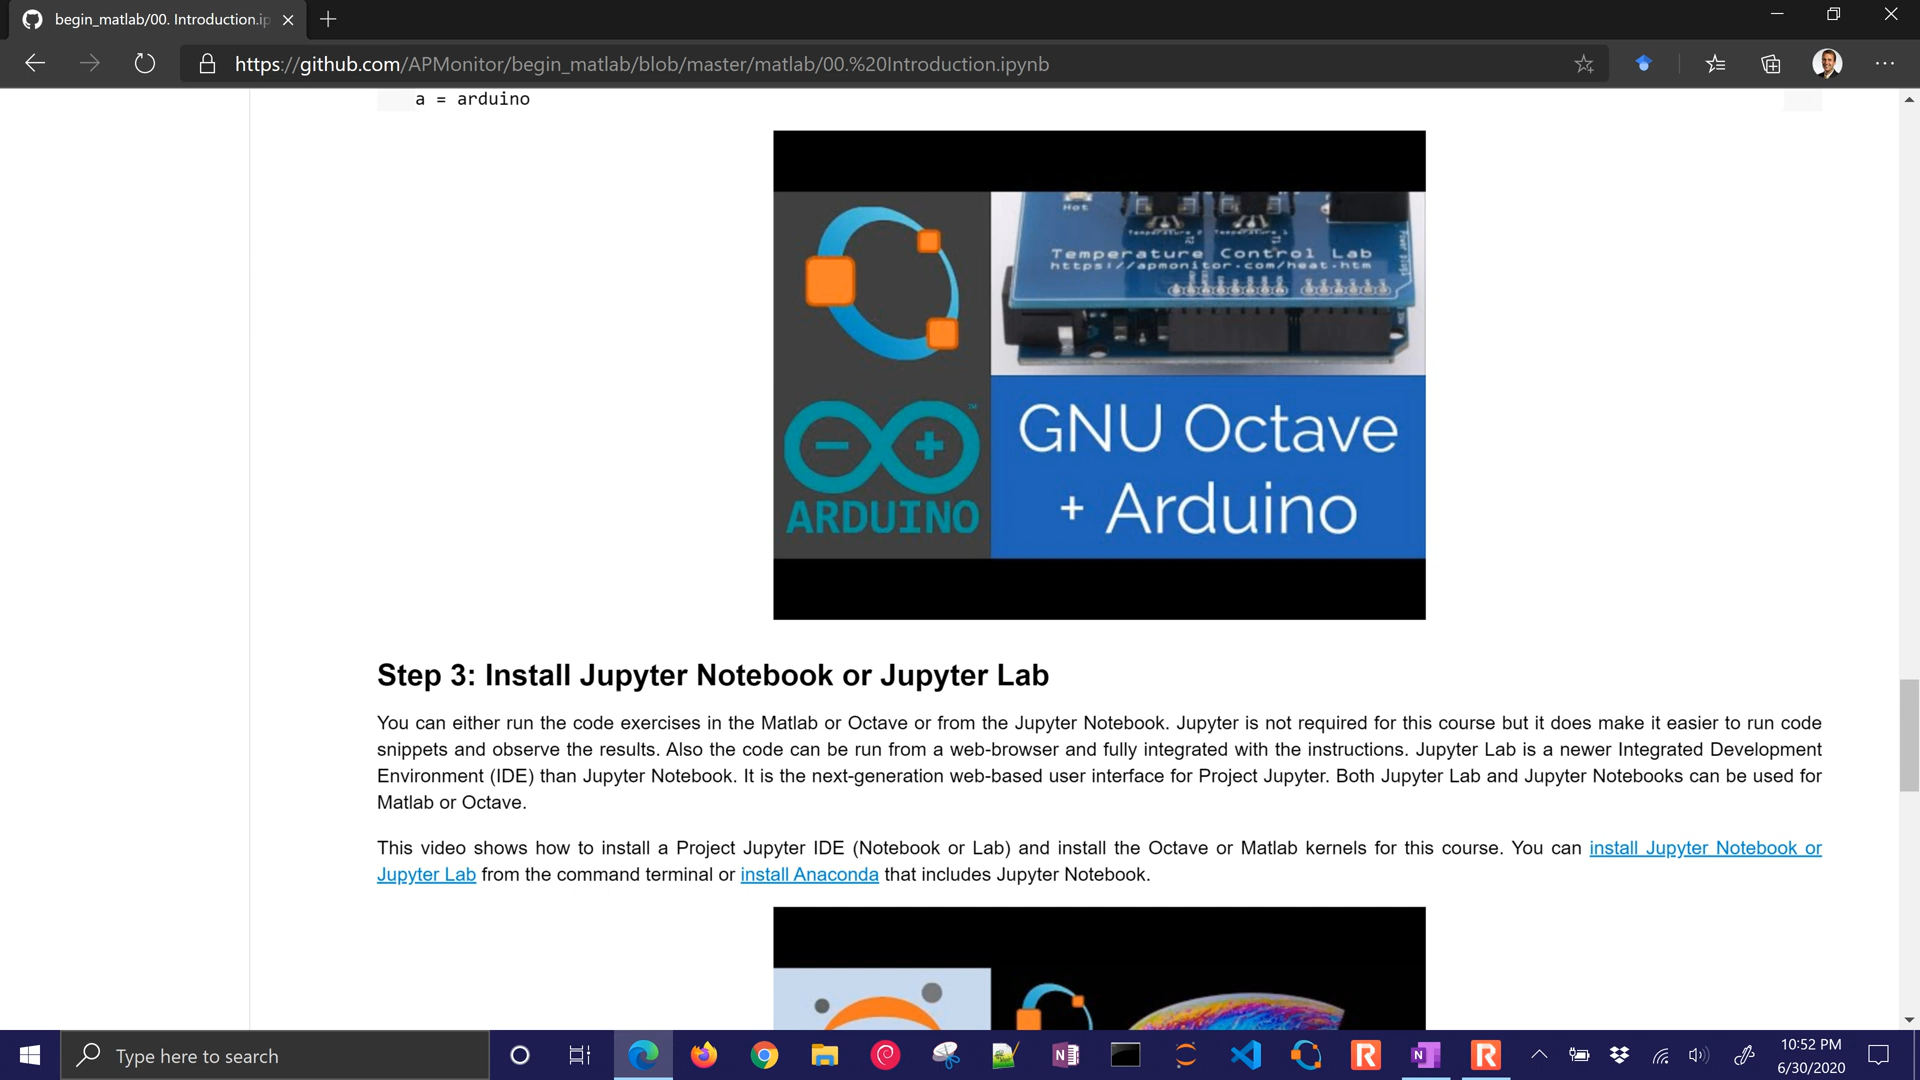 begin_matlab/00. Introduction.ip
https://github.com/APMonitor/begin_matlab/blob/master/matlab/00.%20Introduction.ipynb
a = arduino
Hot
Temperature 2 Temperature 1
Temperature Control Lab
https://apmonitor.com/heat.htm
ARDUINO
TM
GNU Octave
+ Arduino
Step 3: Install Jupyter Notebook or Jupyter Lab
You can either run the code exercises in the Matlab or Octave or from the Jupyter Notebook. Jupyter is not required for this course but it does make it easier to run code
snippets and observe the results. Also the code can be run from a web-browser and fully integrated with the instructions. Jupyter Lab is a newer Integrated Development
Environment (IDE) than Jupyter Notebook. It is the next-generation web-based user interface for Project Jupyter. Both Jupyter Lab and Jupyter Notebooks can be used for
Matlab or Octave.
This video shows how to install a Project Jupyter IDE (Notebook or Lab) and install the Octave or Matlab kernels for this course. You can install Jupyter Notebook or
Jupyter Lab from the command terminal or install Anaconda that includes Jupyter Notebook.
Type here to search
10:52 PM
6/30/2020